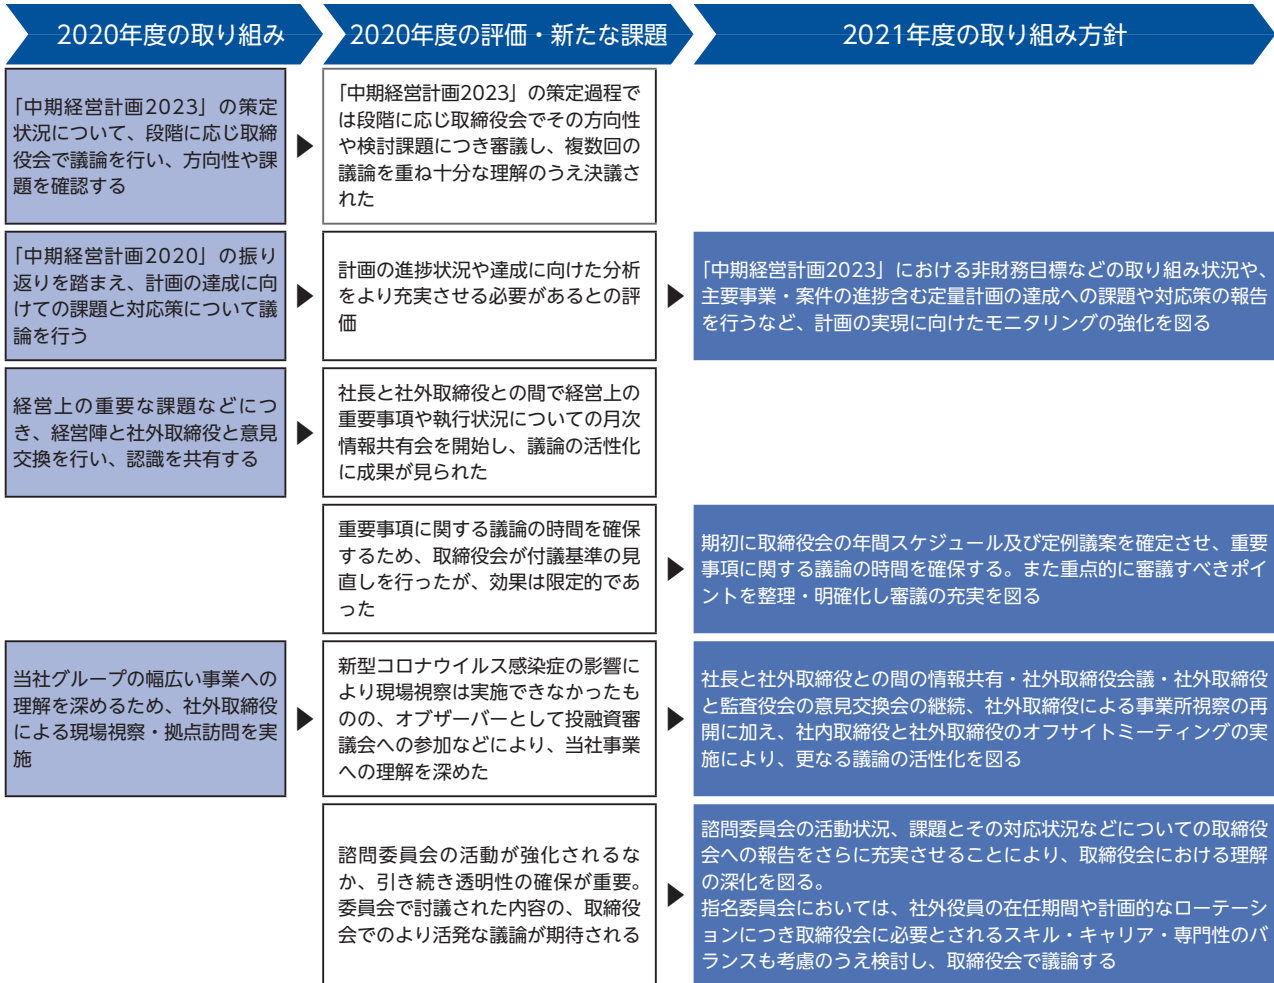 2020年度の取り組み
2020年度の評価・新たな課題
2021年度の取り組み方針
「中期経営計画2023」の策定
状況について、段階に応じ取締
役会で議論を行い、方向性や課
題を確認する
「中期経営計画2023」の策定過程で
は段階に応じ取締役会でその方向性
や検討課題につき審議し、複数回の
議論を重ね十分な理解のうえ決議さ
れた
「中期経営計画2020」の振り
返りを踏まえ、計画の達成に向
けての課題と対応策について議
論を行う
計画の進捗状況や達成に向けた分析
をより充実させる必要があるとの評
価
「中期経営計画2023」における非財務目標などの取り組み状況や、
主要事業・案件の進捗含む定量計画の達成への課題や対応策の報告
を行うなど、計画の実現に向けたモニタリングの強化を図る
経営上の重要な課題などにつ
き、経営陣と社外取締役と意見
交換を行い、認識を共有する
社長と社外取締役との間で経営上の
重要事項や執行状況についての月次
情報共有会を開始し、議論の活性化
に成果が見られた
重要事項に関する議論の時間を確保
するため、取締役会が付議基準の見
直しを行ったが、効果は限定的であ
った
期初に取締役会の年間スケジュール及び定例議案を確定させ、重要
事項に関する議論の時間を確保する。また重点的に審議すべきポイ
ントを整理・明確化し審議の充実を図る
当社グループの幅広い事業への
理解を深めるため、社外取締役
による現場視察・拠点訪問を実
施
新型コロナウイルス感染症の影響に
より現場視察は実施できなかったも
のの、オブザーバーとして投融資審
議会への参加などにより、当社事業
への理解を深めた
社長と社外取締役との間の情報共有・社外取締役会議・社外取締役
と監査役会の意見交換会の継続、社外取締役による事業所視察の再
開に加え、社内取締役と社外取締役のオフサイトミーティングの実
施により、更なる議論の活性化を図る
諮問委員会の活動が強化されるな
か、引き続き透明性の確保が重要。
委員会で討議された内容の、取締役
会でのより活発な議論が期待される
諮問委員会の活動状況、課題とその対応状況などについての取締役
会への報告をさらに充実させることにより、取締役会における理解
の深化を図る。
指名委員会においては、社外役員の在任期間や計画的なローテーシ
ョンにつき取締役会に必要とされるスキル・キャリア・専門性のバ
ランスも考慮のうえ検討し、取締役会で議論する